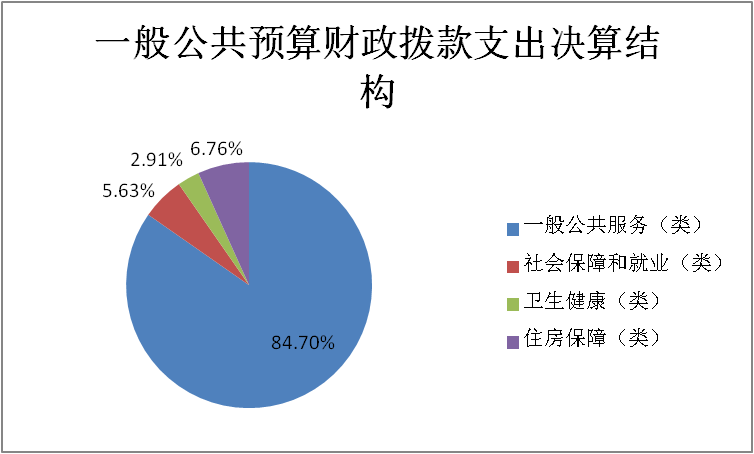 一般公共预算财政拨款支出决算结
构
6.76%
2.91%
5.63%
84.70%
一般公共服务（类）
社会保障和就业（类）
卫生健康（类）
住房保障（类）